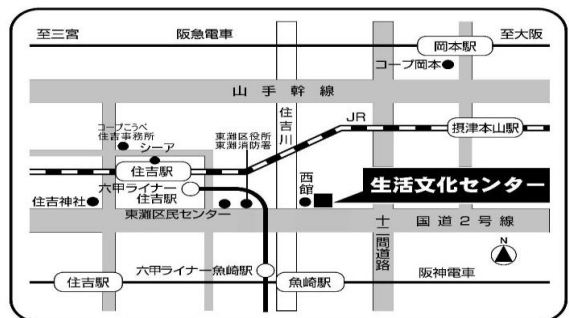 至三宮
阪急電車
至大阪
岡本駅
コープ岡本
山手幹線
住吉川
JR
摂津本山駅
コープこうべ
住吉事務所
シーア
東灘区役所
東灘消防署
住吉駅
六甲ライナー
住吉駅
西館
生活文化センター
住吉神社
東灘区民センター
十二間道路
国道2号線
N
六甲ライナー魚崎駅
住吉駅
魚崎駅
阪神電車